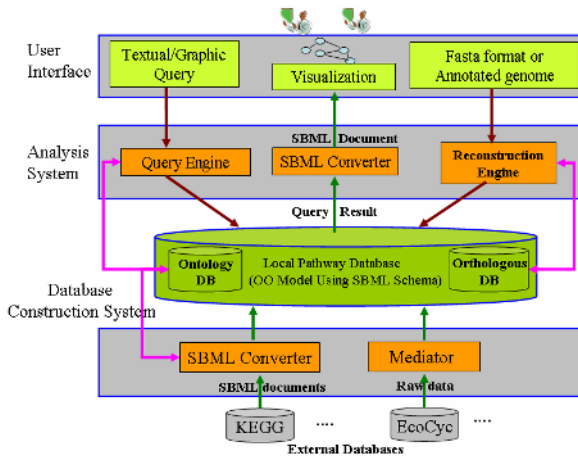 User
Interface
Textual/Graphic
Query
Visualization
Fasta format or
Annotated genome
SBML Document
Analysis
System
Query Engine
SBML Converter
Reconstruction
Engine
Query Result
Ontology
DB
Local Pathway Database
(OO Model Using SBML Schema)
Orthologous
DB
Database
Construction System
SBML Converter
Mediator
SBML documents
Raw data
KEGG
....
EcoCyc
....
External Databases